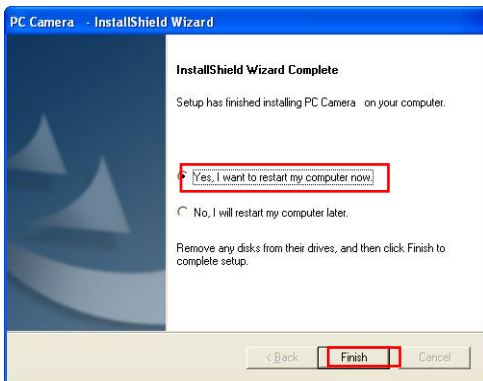 PC Camera - InstallShield Wizard
InstallShield Wizard Complete
Setup has finished installing PC Camera on your computer.
Yes, I want to restart my computer now.
No, I will restart my computer later.
Remove any disks from their drives, and then click Finish to
complete setup.
< Back Finish Cancel